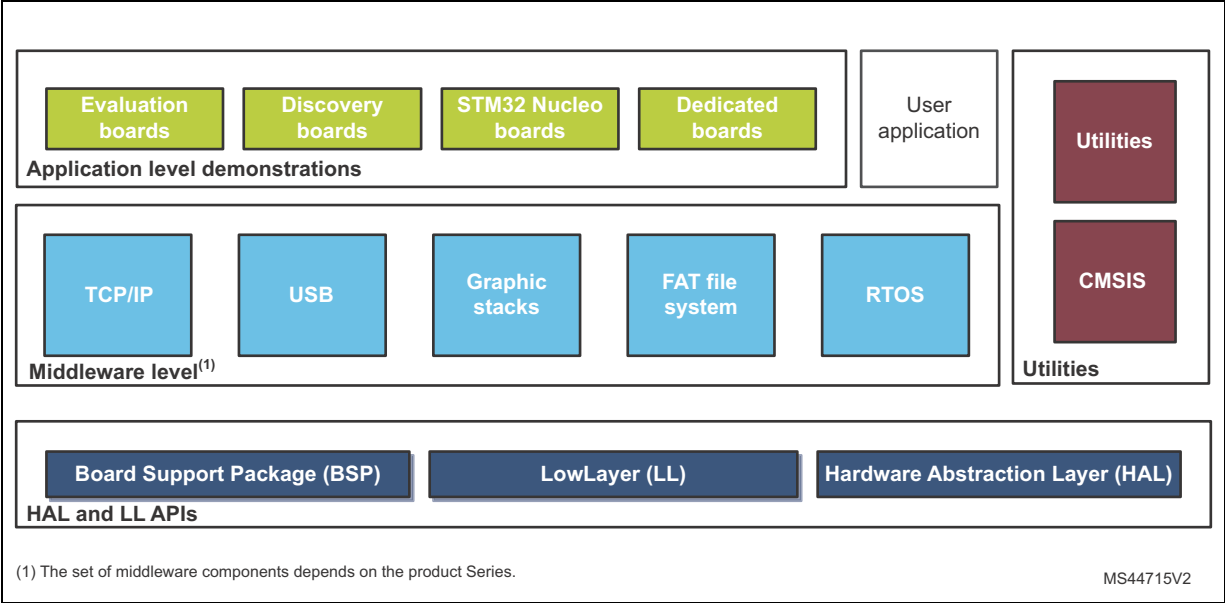 Evaluation
boards
Discovery
boards
STM32 Nucleo
boards
Dedicated
boards
Application level demonstrations
User
application
Utilities
CMSIS
Utilities
TCP/IP
USB
Graphic
stacks
FAT file
system
RTOS
Middleware level(1)
Board Support Package (BSP)
LowLayer (LL)
Hardware Abstraction Layer (HAL)
HAL and LL APIs
(1) The set of middleware components depends on the product Series.
MS44715V2